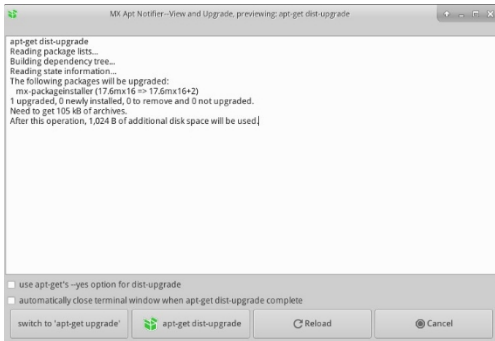 MX Apt Notifier--View and Upgrade, previewing: apt-get dist-upgrade
apt-get dist-upgrade
Reading package lists...
Building dependency tree...
Reading state information...
The following packages will be upgraded:
mx-packageinstaller (17.6mx16 => 17.6mx16+2)
1 upgraded, 0 newly installed, 0 to remove and 0 not upgraded.
Need to get 105 kB of archives.
After this operation, 1,024 B of additional disk space will be used.
use apt-get's --yes option for dist-upgrade
automatically close terminal window when apt-get dist-upgrade complete
switch to 'apt-get upgrade'
apt-get dist-upgrade
Reload
Cancel